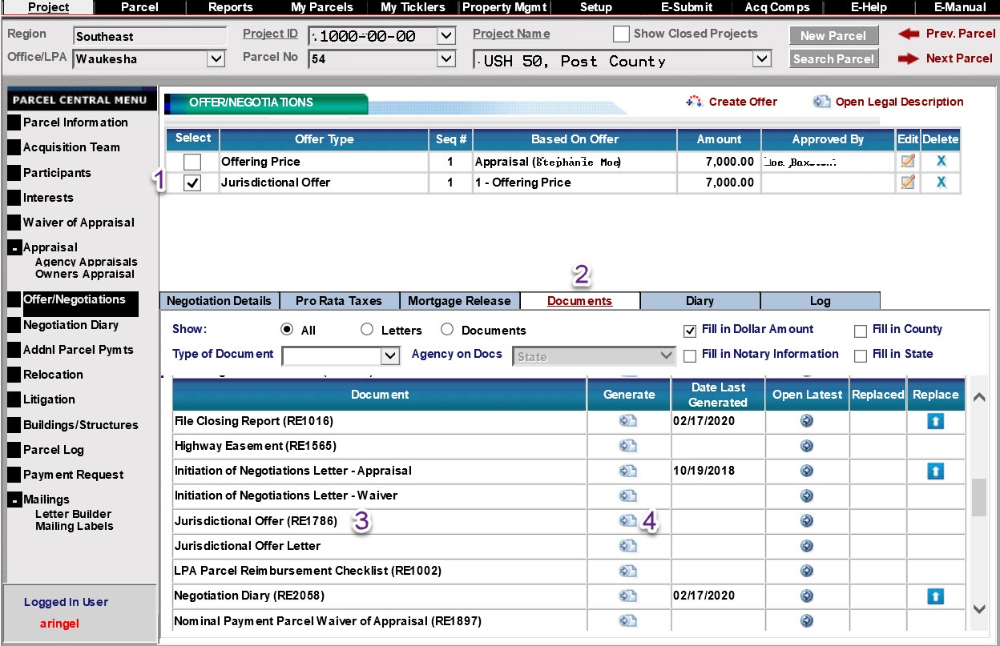 Project Parcel Reports My Parcels My Ticklers Property Mgmt Setup E-Submit Acq Comps E-Help E-Manual
Region Southeast Project ID 1000-00-00 Project Name Show Closed Projects New Parcel Prev. Parcel
Office/LPA Waukesha Parcel No 54 USH 50, Post County Search Parcel Next Parcel
PARCEL CENTRAL MENU
Parcel Information
Acquisition Team
Participants
Interests
Waiver of Appraisal
- Appraisal
Agency Appraisals
Owners Appraisal
Offer/Negotiations
Negotiation Diary
Addnl Parcel Pymts
Relocation
Litigation
Buildings/Structures
Parcel Log
Payment Request
- Mailings
Letter Builder
Mailing Labels
Logged In User
aringel
OFFER/NEGOTIATIONS Create Offer Open Legal Description
Select Offer Type Seq # Based On Offer Amount Approved By Edit Delete
Offering Price 1 Appraisal (Stephanie Moe) 7,000.00 X
1 Jurisdictional Offer 1 1 - Offering Price 7,000.00 X
2
Negotiation Details Pro Rata Taxes Mortgage Release Documents Diary Log
Show: All Letters Documents Fill in Dollar Amount Fill in County
Type of Document Agency on Docs State Fill in Notary Information Fill in State
Document Generate Date Last Generated Open Latest Replaced Replace
File Closing Report (RE1016) 02/17/2020
Highway Easement (RE1565)
Initiation of Negotiations Letter - Appraisal 10/19/2018
Initiation of Negotiations Letter - Waiver
Jurisdictional Offer (RE1786) 3 4
Jurisdictional Offer Letter
LPA Parcel Reimbursement Checklist (RE1002)
Negotiation Diary (RE2058) 02/17/2020
Nominal Payment Parcel Waiver of Appraisal (RE1897)